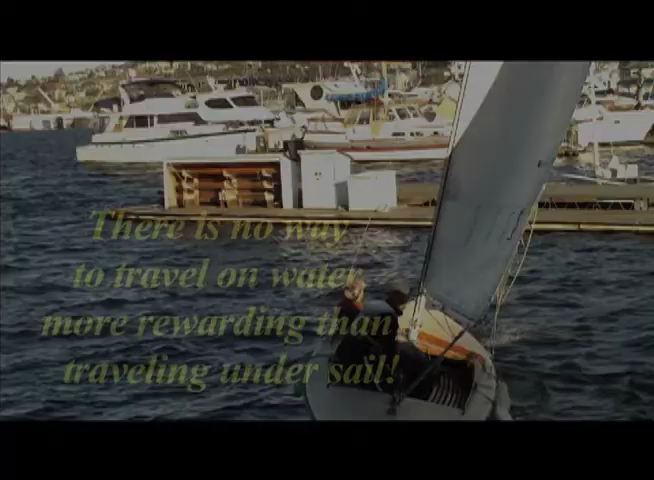 There is no way
to travel on water
more rewarding than
traveling under sail!